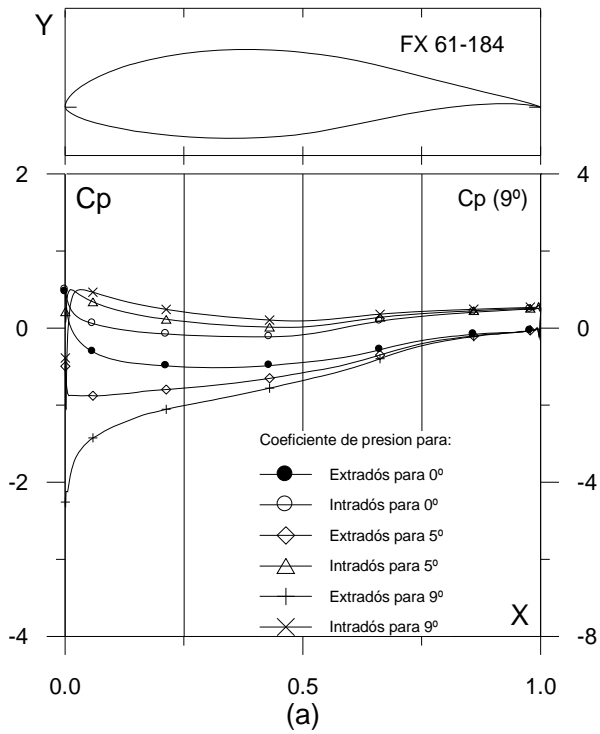 Y
FX 61-184
2
4
Cp
Cp (9º)
0
0
Coeficiente de presion para:
Extradós para 0º
Intradós para 0º
-2
-4
Extradós para 5º
Intradós para 5º
Extradós para 9º
Intradós para 9º
X
-4
-8
0.0
0.5
1.0
(a)